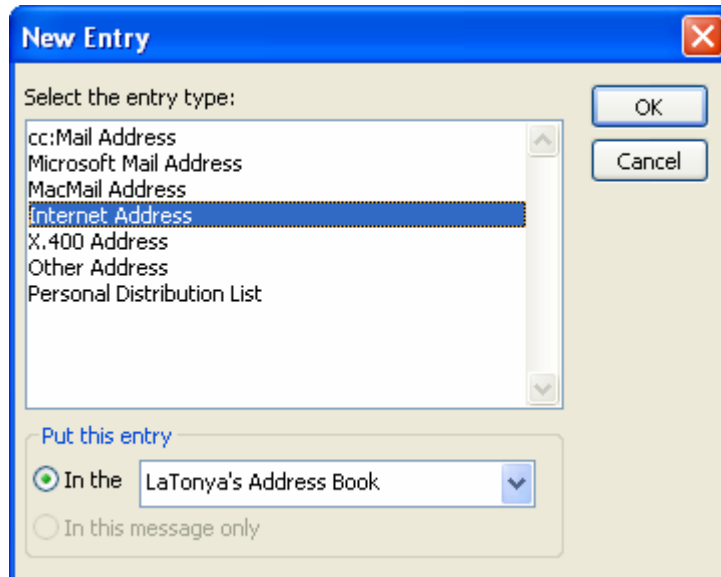 New Entry
Select the entry type:
OK
cc:Mail Address
Microsoft Mail Address
Cancel
MacMail Address
Internet Address
X.400 Address
Other Address
Personal Distribution List
Put this entry
In the LaTonya's Address Book
In this message only